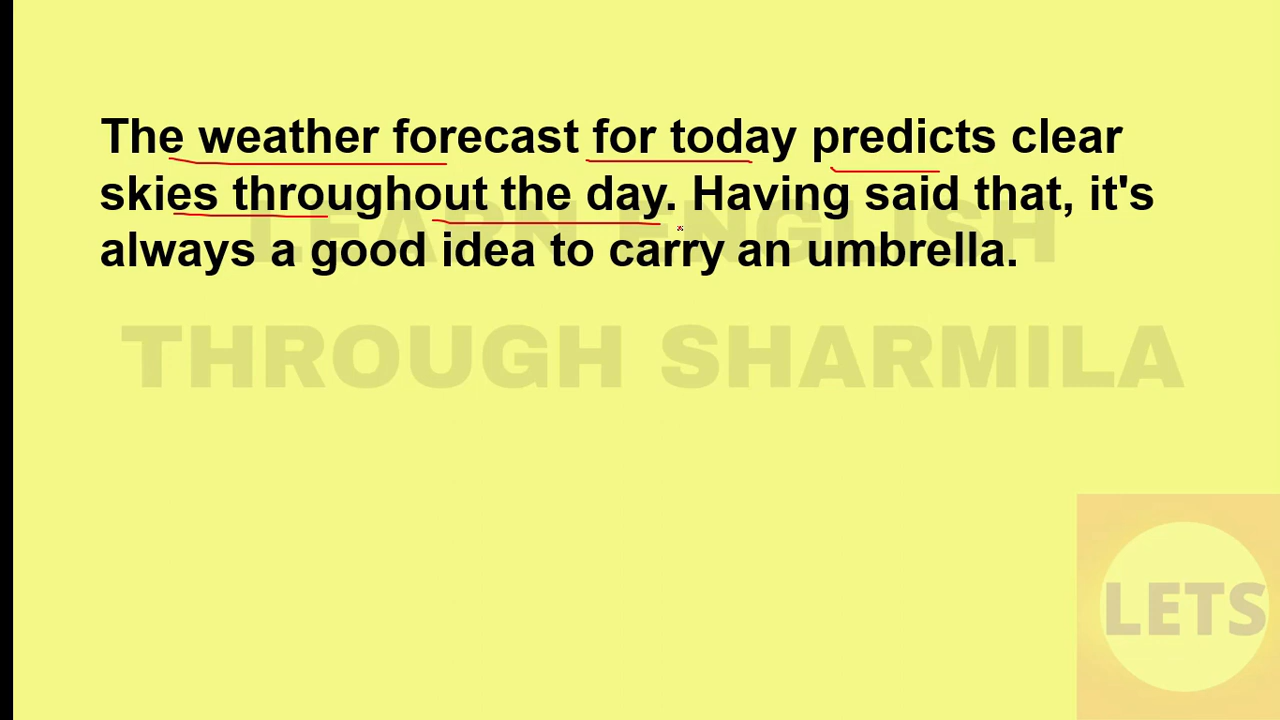 The weather forecast for today predicts clear
skies throughout the day. Having said that, it's
always a good idea to carry an umbrella.
LEARN ENGLISH
THROUGH SHARMILA
LETS